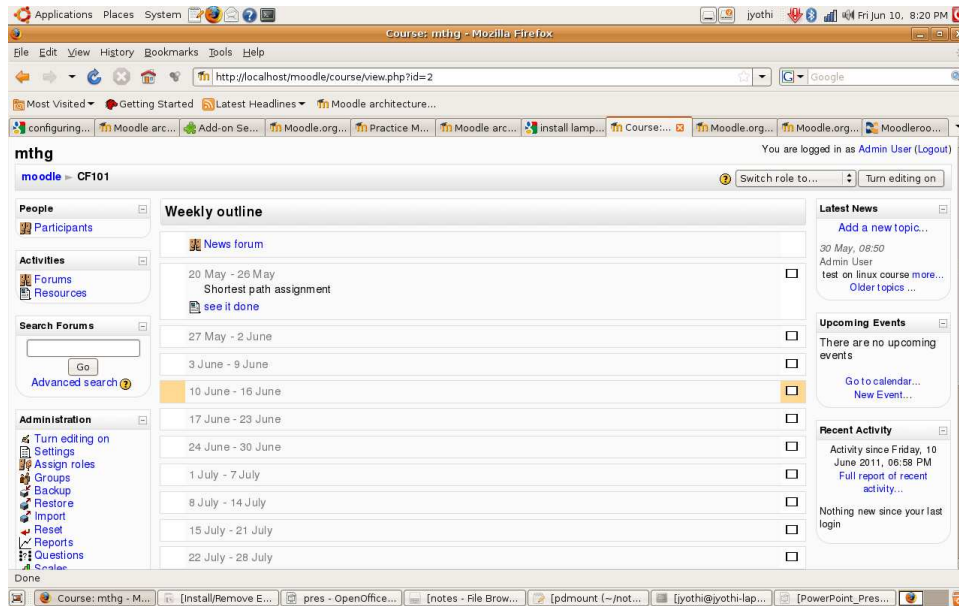 Applications Places System jyothi Fri Jun 10, 8:20 PM
Course: mthg - Mozilla Firefox
File Edit View History Bookmarks Tools Help
http://localhost/moodle/course/view.php?id=2 Google
Most Visited Getting Started Latest Headlines Moodle architecture...
configuring... Moodle arc... Add-on Se... Moodle.org... Practice M... Moodle arc... install lamp... Course:... Moodle.org... Moodle.org... Moodleroo...
mthg
You are logged in as Admin User (Logout)
moodle ► CF101
Switch role to... Turn editing on
People
Participants
Activities
Forums
Resources
Search Forums
Go
Advanced search
Administration
Turn editing on
Settings
Assign roles
Groups
Backup
Restore
Import
Reset
Reports
Questions
Scales
Weekly outline
News forum
20 May - 26 May
Shortest path assignment
see it done
27 May - 2 June
3 June - 9 June
10 June - 16 June
17 June - 23 June
24 June - 30 June
1 July - 7 July
8 July - 14 July
15 July - 21 July
22 July - 28 July
Latest News
Add a new topic...
30 May, 08:50
Admin User
test on linux course more...
Older topics ...
Upcoming Events
There are no upcoming
events
Go to calendar...
New Event...
Recent Activity
Activity since Friday, 10
June 2011, 06:58 PM
Full report of recent
activity...
Nothing new since your last
login
Done
Course: mthg - M... [Install/Remove E... pres - OpenOffice... [notes - File Brow... [pdmount (~/not... [jyothi@jyothi-lap... [PowerPoint_Pres...